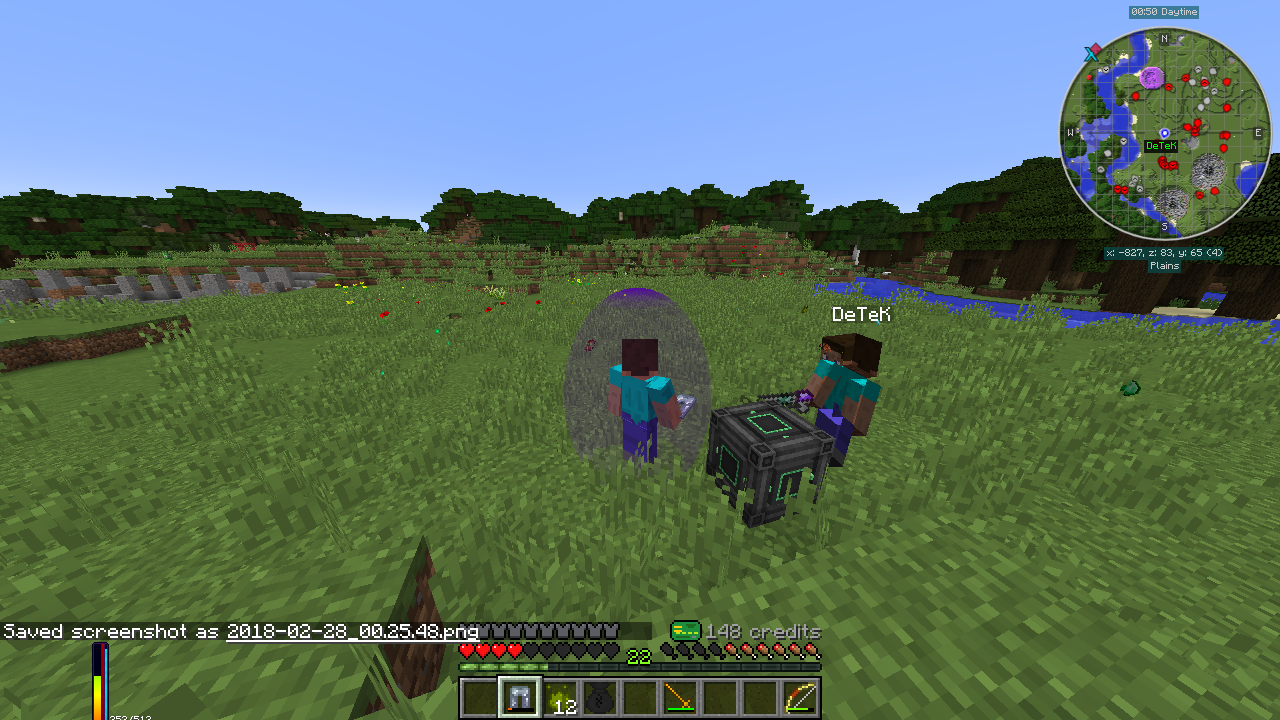 00:50 Daytime
N
X
W
E
DeTeK
S
x: -827, z: 83, y: 65 (4)
Plains
DeTeK
Saved screenshot as 2018-02-28_00.25.48.png
148 credits
22
12